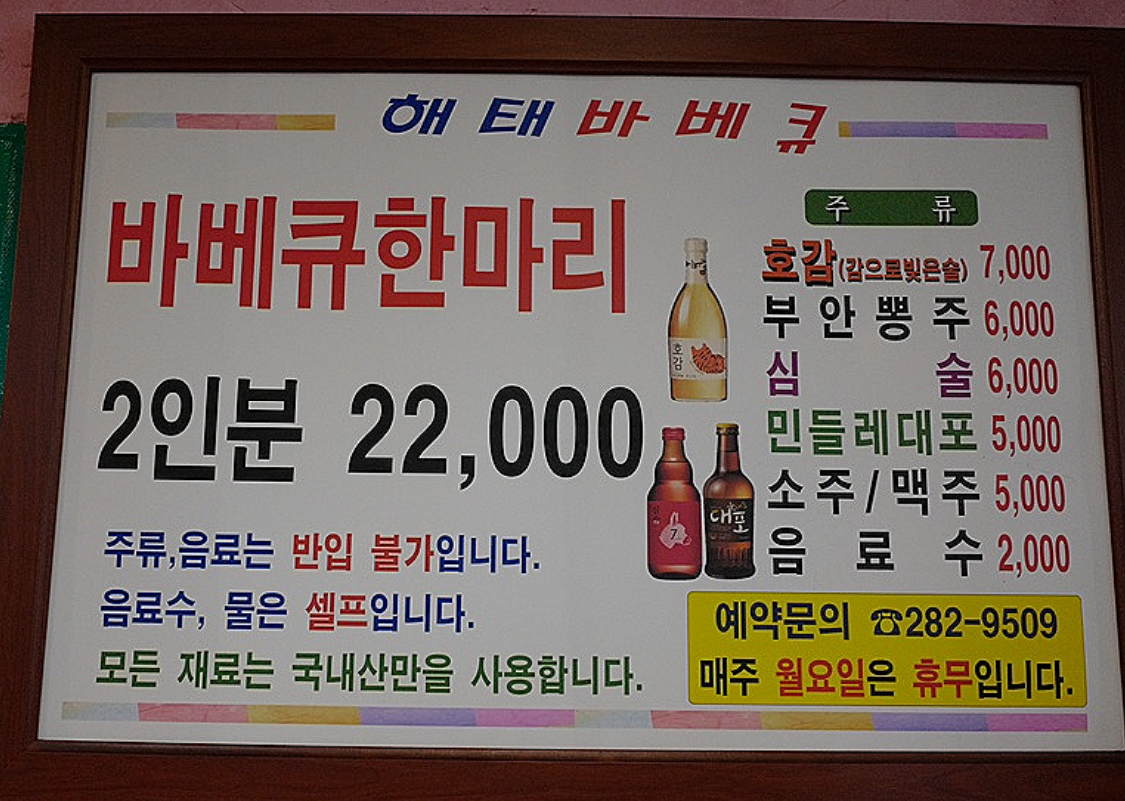 해태바베큐
바베큐한마리
2인분 22,000
주류,음료는 반입 불가입니다.
음료수, 물은 셀프입니다.
모든 재료는 국내산만을 사용합니다.
주 류
호감(감으로빚은술) 7,000
부안뽕주 6,000
심 술 6,000
민들레대포 5,000
소주/맥주 5,000
음 료 수 2,000
예약문의 ☎282-9509
매주 월요일은 휴무입니다.
호감
7
대포